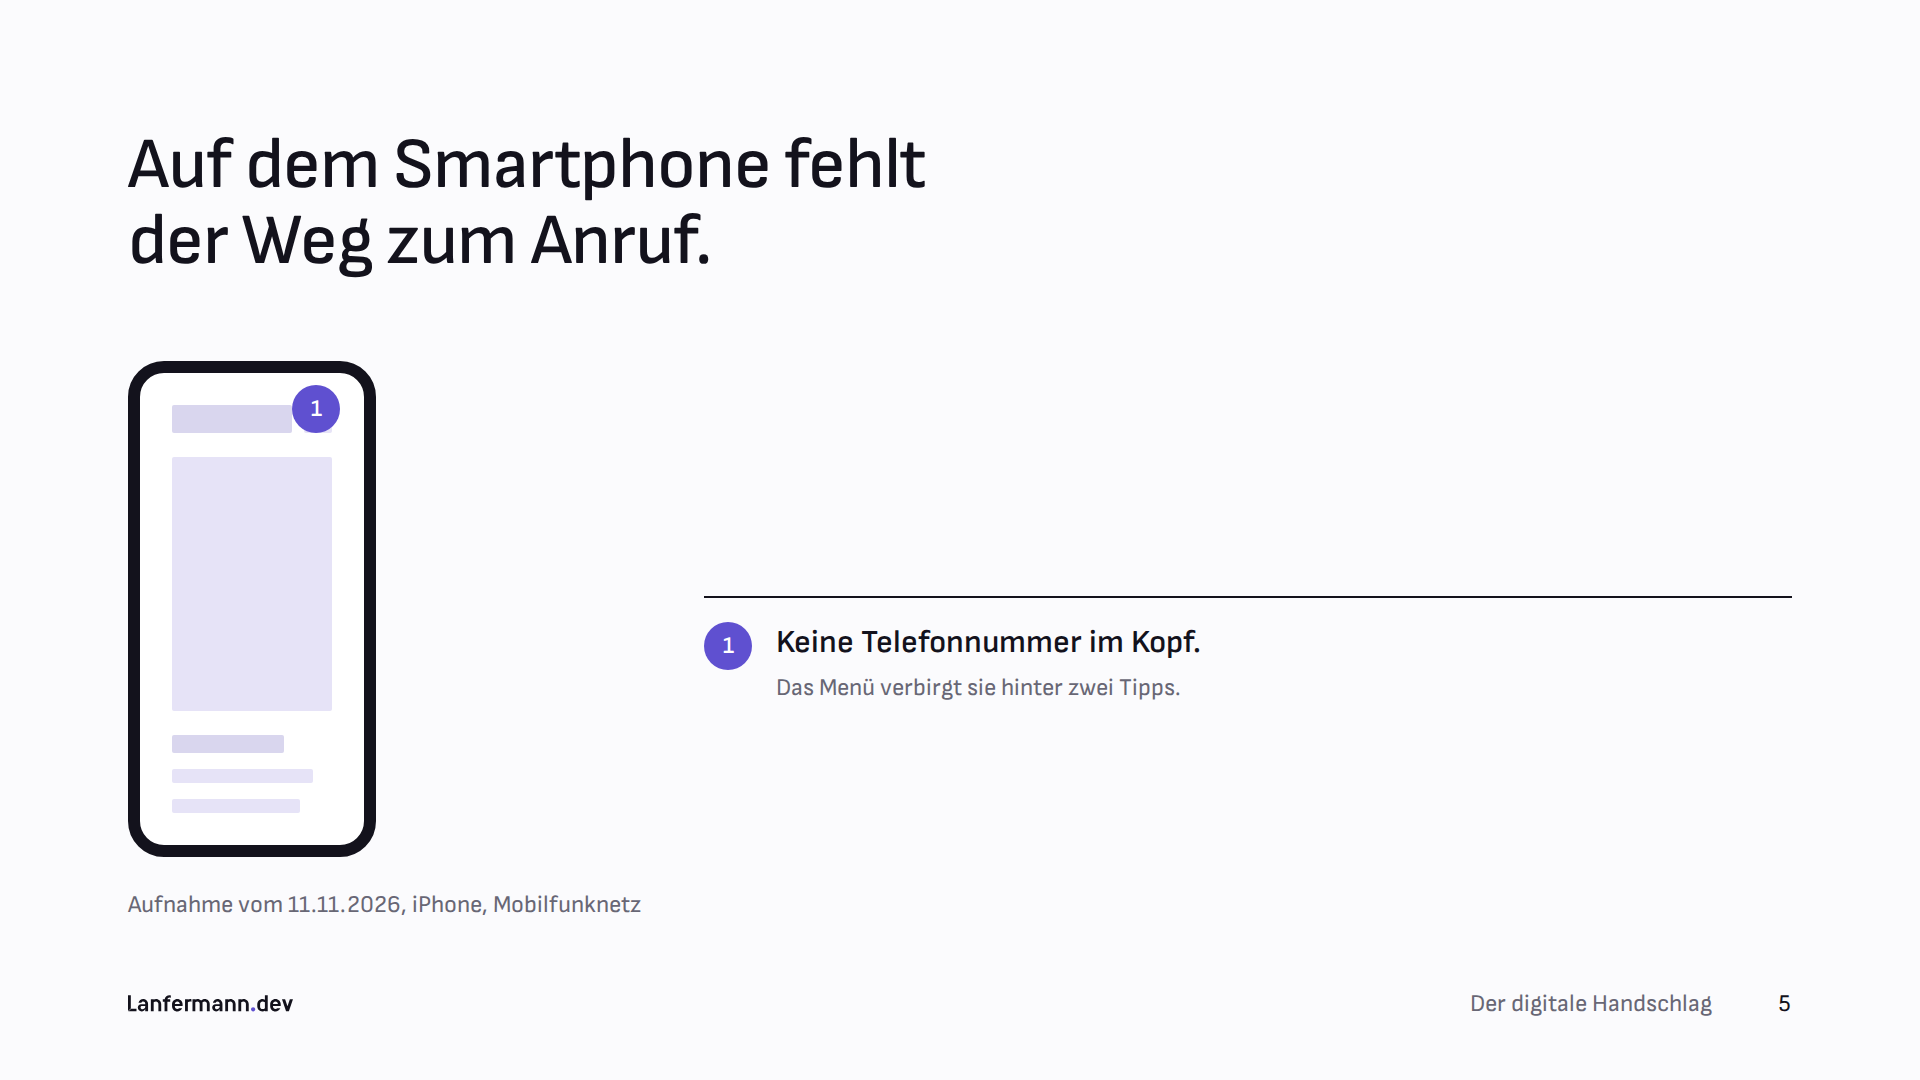 Auf dem Smartphone fehlt
der Weg zum Anruf.
1
1
Keine Telefonnummer im Kopf.
Das Menü verbirgt sie hinter zwei Tipps.
Aufnahme vom 11.11.2026, iPhone, Mobilfunknetz
Lanfermann.dev
Der digitale Handschlag
5